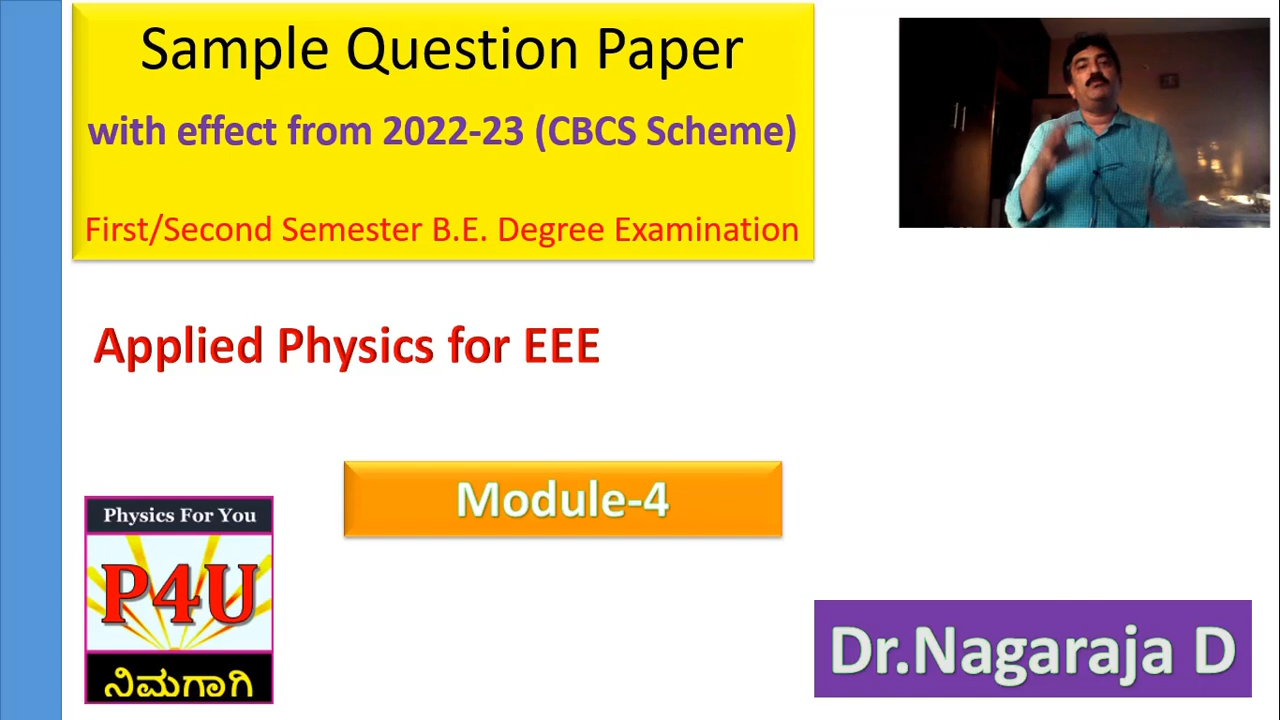 Sample Question Paper
with effect from 2022-23 (CBCS Scheme)
First/Second Semester B.E. Degree Examination
Applied Physics for EEE
Module-4
Physics For You
P4U
ನಿಮಗಾಗಿ
Dr.Nagaraja D